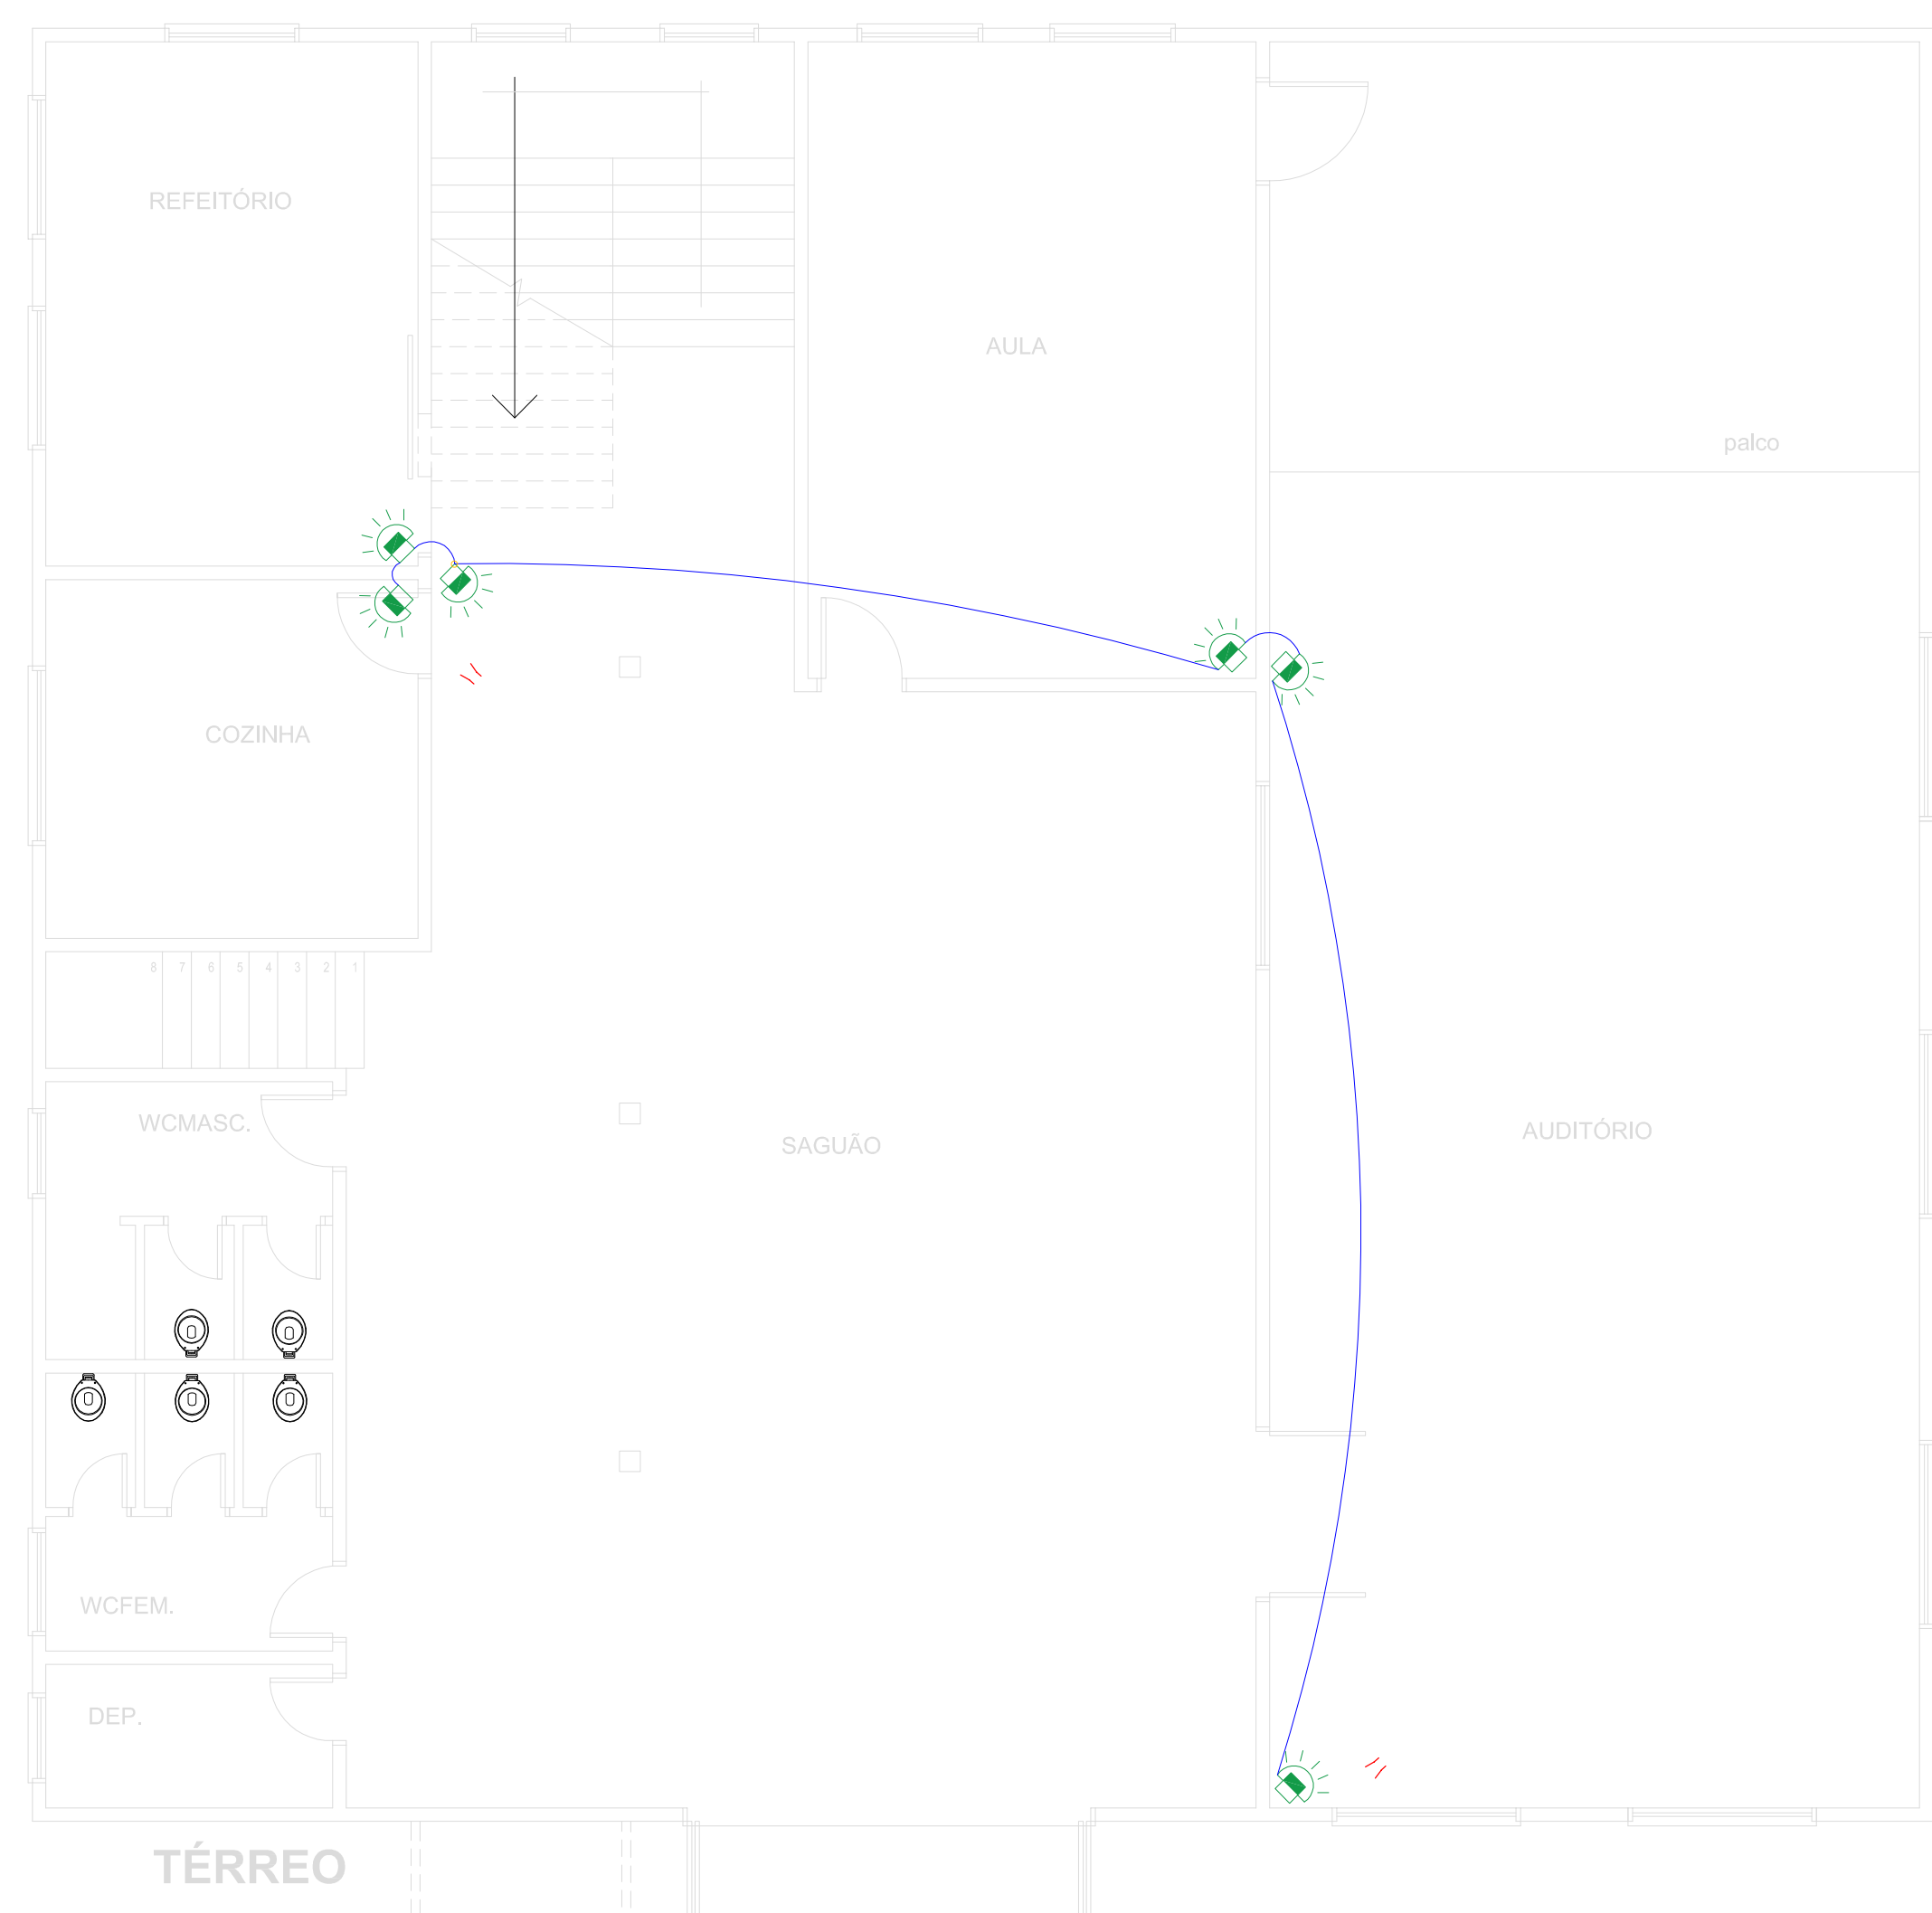 REFEITÓRIO
AULA
palco
COZINHA
8 7 6 5 4 3 2 1
WCMASC.
SAGUÃO
AUDITÓRIO
WCFEM.
DEP.
TÉRREO